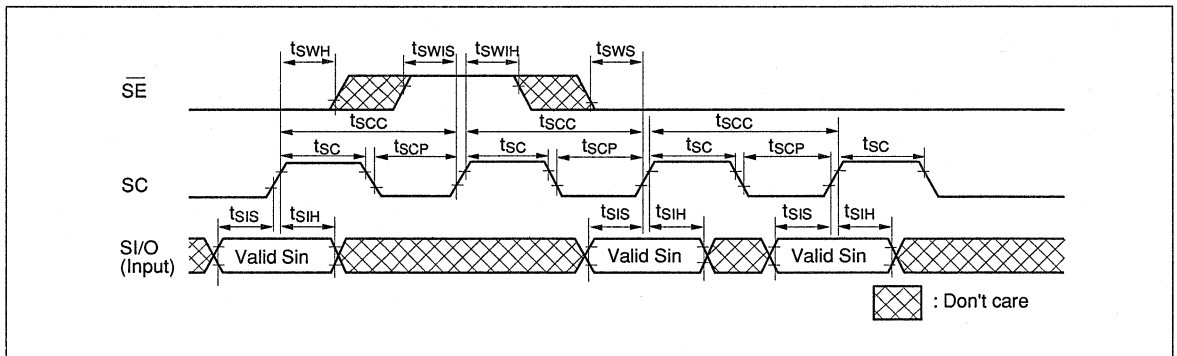 tSWH tSWIS tSWIH tSWS
SE
tSCC tSCC tSCC
tSC tSCP tSC tSCP tSC tSCP tSC
SC
tSIS tSIH tSIS tSIH tSIS tSIH
SI/O
(Input)
Valid Sin Valid Sin Valid Sin
: Don't care